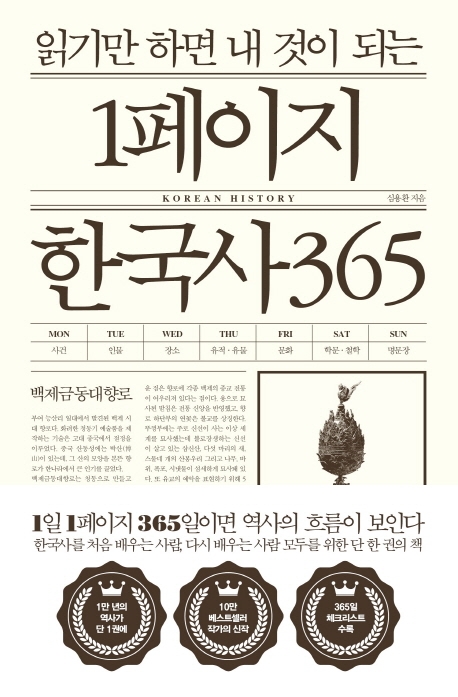 읽기만 하면 내 것이 되는
1페이지
KOREAN HISTORY
심용환 지음
한국사365
MON TUE WED THU FRI SAT SUN
사건 인물 장소 유적·유물 문화 학문·철학 명문장
백제금동대향로
부여 능산리 일대에서 발견된 백제 시
대 향로다. 화려한 청동기 예술품을 제
작하는 기술은 고대 중국에서 전경을
이루었다. 중국 산둥성에는 박산(博
山)이 있는데, 그 산의 모양을 본뜬 향
로가 한나라에서 큰 인기를 끌었다.
백제금동대향로는 청동으로 만들고
운 점은 향로에 각종 백제의 종교 전통
이 어우러져 있다는 점이다. 용으로 묘
사된 받침은 전통 신앙을 반영했고, 향
로 하단부의 연꽃은 불교를 상징한다.
뚜껑부에는 주로 신선이 사는 이상 세
계를 묘사했는데 불로장생하는 신선
이 살고 있는 삼신산, 다섯 마리의 새,
스물네 개의 산봉우리 그리고 나무, 바
위, 폭포, 시냇물이 섬세하게 묘사돼 있
다. 또 유교의 예악을 표현하기 위해 5
1일 1페이지 365일이면 역사의 흐름이 보인다
한국사를 처음 배우는 사람, 다시 배우는 사람 모두를 위한 단 한 권의 책
1만 년의
역사가
단 1권에
10만
베스트셀러
작가의 신작
365일
체크리스트
수록